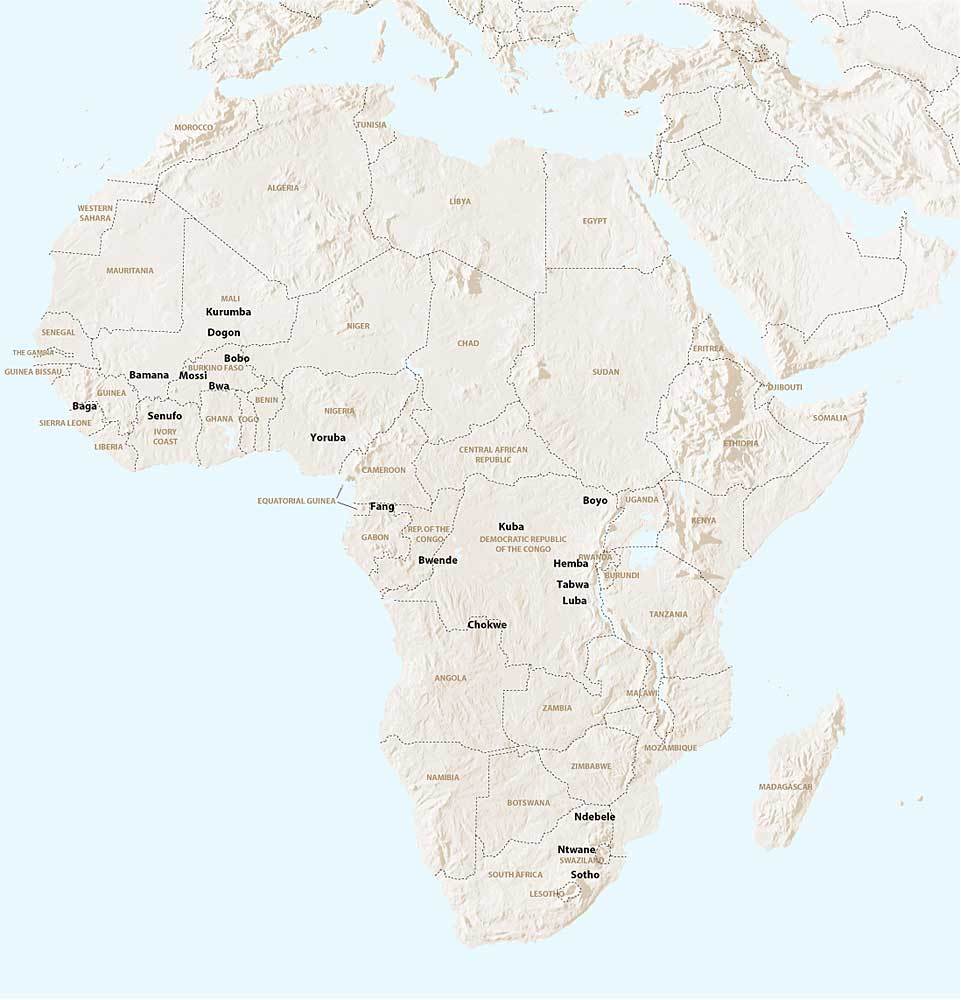 MOROCCO
TUNISIA
ALGERIA
LIBYA
EGYPT
WESTERN
SAHARA
MAURITANIA
MALI
Kurumba
NIGER
Dogon
SENEGAL
CHAD
ERITREA
THE GAMBIA
Bobo
BURKINA FASO
SUDAN
GUINEA BISSAU
Bamana
Mossi
Bwa
DJIBOUTI
GUINEA
BENIN
Baga
Senufo
NIGERIA
SIERRA LEONE
GHANA
TOGO
SOMALIA
IVORY
COAST
Yoruba
LIBERIA
ETHIOPIA
CENTRAL AFRICAN
REPUBLIC
CAMEROON
EQUATORIAL GUINEA
Boyo
UGANDA
Fang
KENYA
Kuba
REP. OF THE
CONGO
GABON
DEMOCRATIC REPUBLIC
OF THE CONGO
Bwende
RWANDA
Hemba
BURUNDI
Tabwa
Luba
TANZANIA
Chokwe
ANGOLA
MALAWI
ZAMBIA
MOZAMBIQUE
ZIMBABWE
NAMIBIA
MADAGASCAR
BOTSWANA
Ndebele
Ntwane
SWAZILAND
SOUTH AFRICA
Sotho
LESOTHO